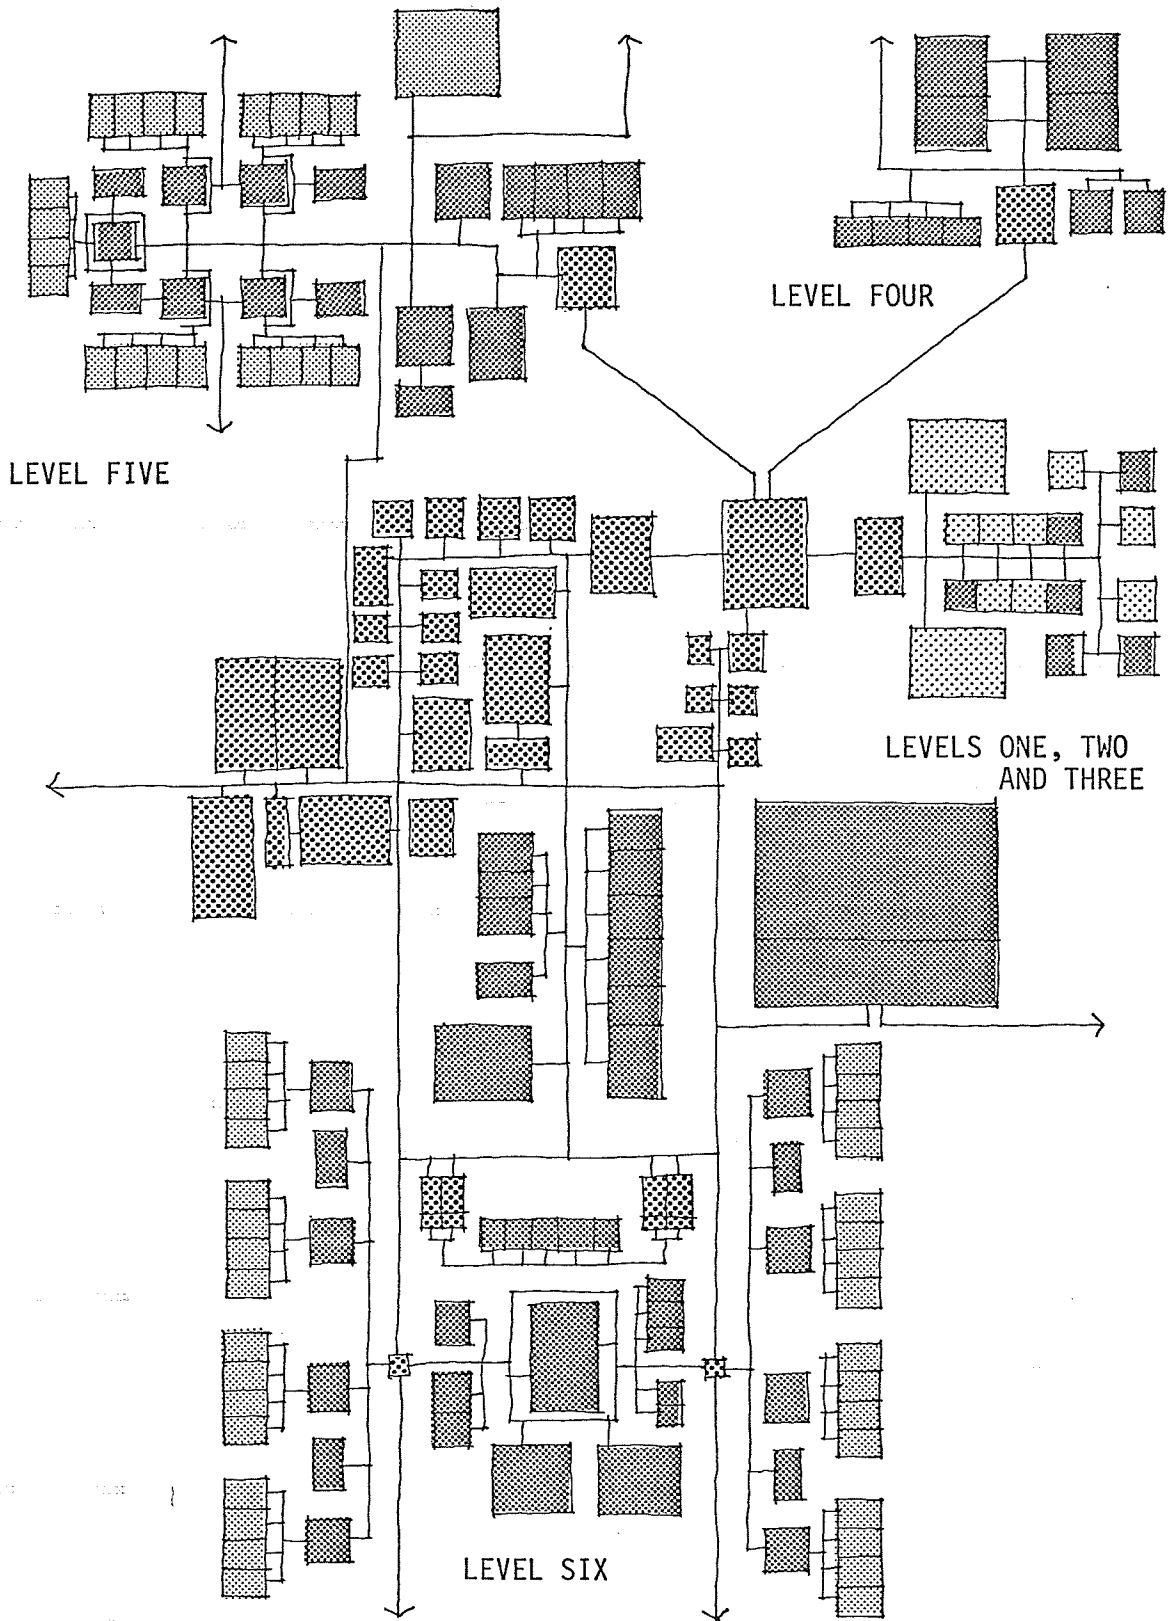 LEVEL FOUR
LEVEL FIVE
LEVELS ONE, TWO
AND THREE
LEVEL SIX